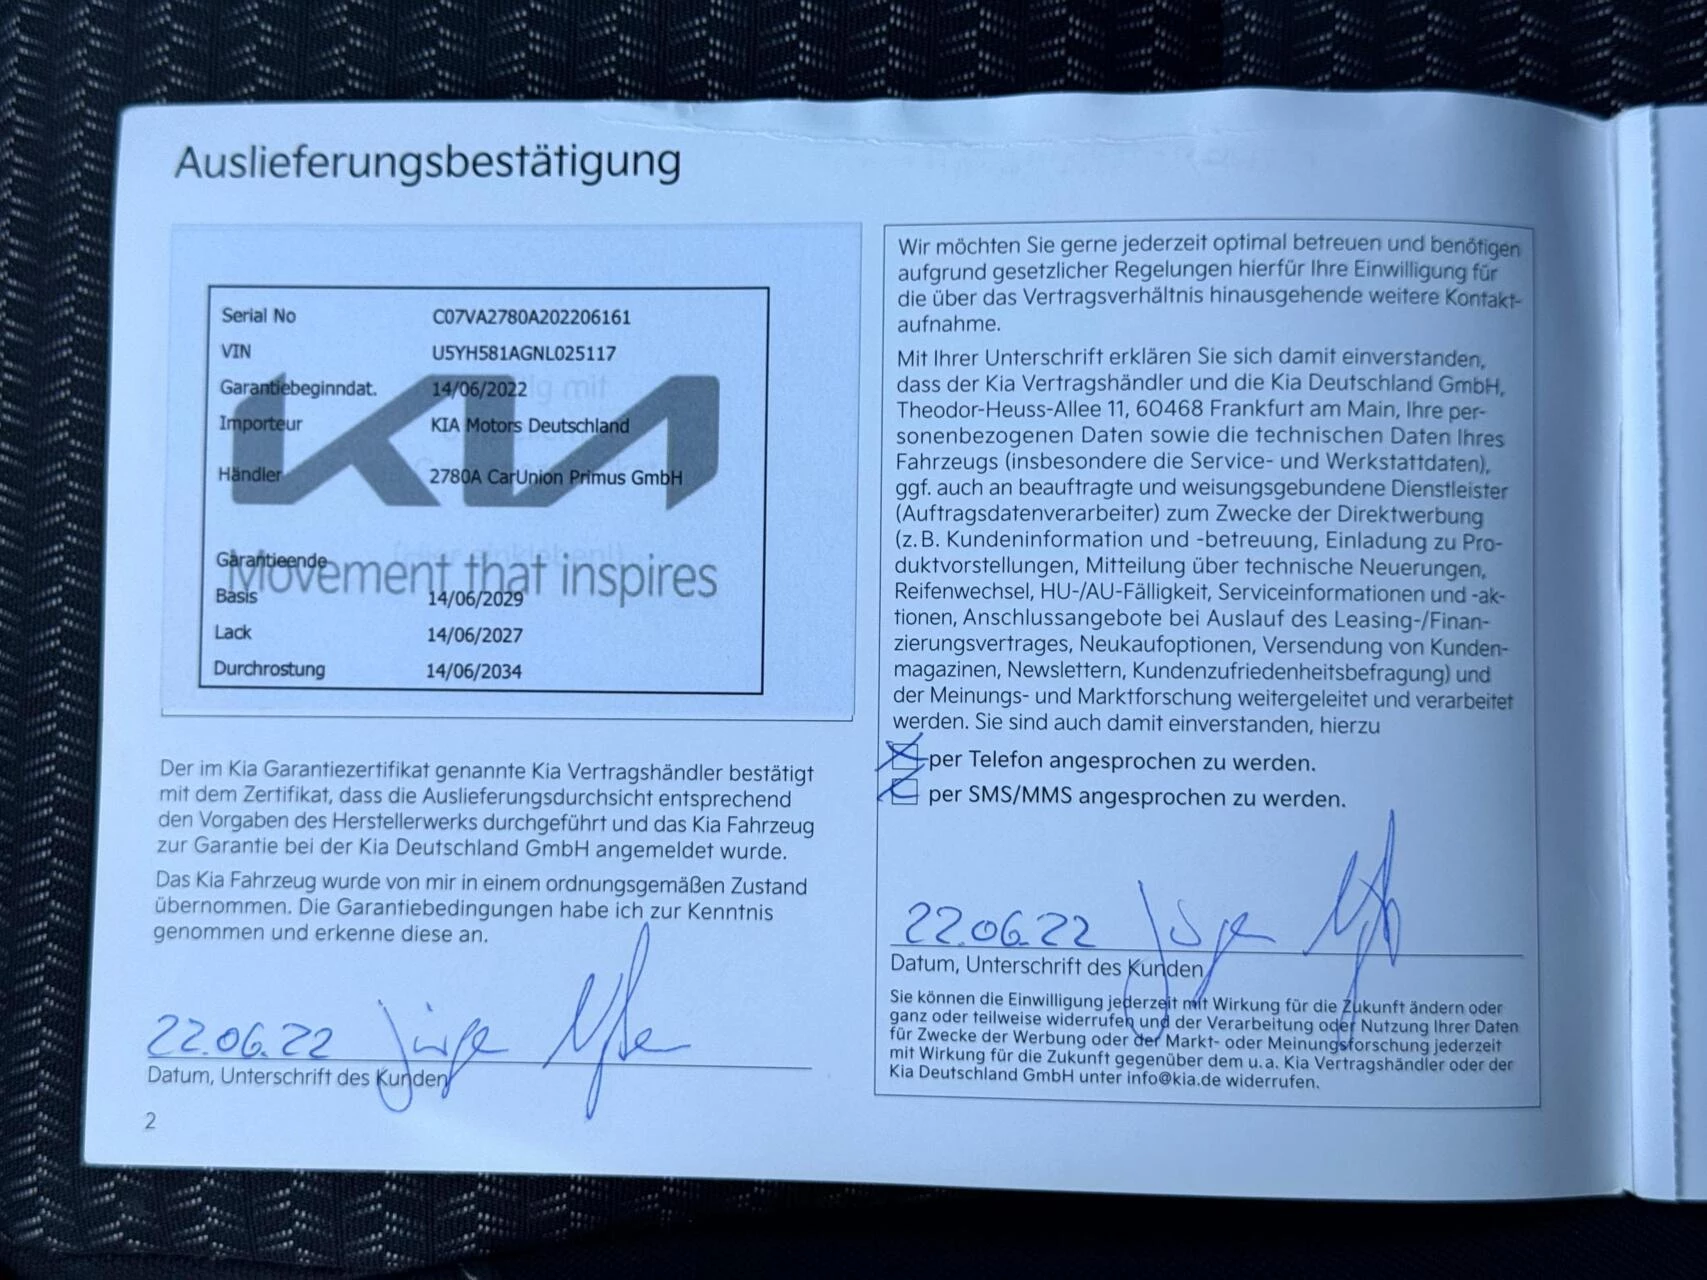 Auslieferungsbestätigung
Serial No C07VA2780A202206161
VIN U5YH581AGNL025117
Garantiebeginndat. 14/06/2022
Importeur KIA Motors Deutschland
Händler 2780A CarUnion Primus GmbH
KIA
Garantieende
Movement that inspires
Basis 14/06/2029
Lack 14/06/2027
Durchrostung 14/06/2034
Der im Kia Garantiezertifikat genannte Kia Vertragshändler bestätigt
mit dem Zertifikat, dass die Auslieferungsdurchsicht entsprechend
den Vorgaben des Herstellerwerks durchgeführt und das Kia Fahrzeug
zur Garantie bei der Kia Deutschland GmbH angemeldet wurde.
Das Kia Fahrzeug wurde von mir in einem ordnungsgemäßen Zustand
übernommen. Die Garantiebedingungen habe ich zur Kenntnis
genommen und erkenne diese an.
22.06.22
Datum, Unterschrift des Kunden
2
Wir möchten Sie gerne jederzeit optimal betreuen und benötigen
aufgrund gesetzlicher Regelungen hierfür Ihre Einwilligung für
die über das Vertragsverhältnis hinausgehende weitere Kontakt-
aufnahme.
Mit Ihrer Unterschrift erklären Sie sich damit einverstanden,
dass der Kia Vertragshändler und die Kia Deutschland GmbH,
Theodor-Heuss-Allee 11, 60468 Frankfurt am Main, Ihre per-
sonenbezogenen Daten sowie die technischen Daten Ihres
Fahrzeugs (insbesondere die Service- und Werkstattdaten),
ggf. auch an beauftragte und weisungsgebundene Dienstleister
(Auftragsdatenverarbeiter) zum Zwecke der Direktwerbung
(z. B. Kundeninformation und -betreuung, Einladung zu Pro-
duktvorstellungen, Mitteilung über technische Neuerungen,
Reifenwechsel, HU-/AU-Fälligkeit, Serviceinformationen und -ak-
tionen, Anschlussangebote bei Auslauf des Leasing-/Finan-
zierungsvertrages, Neukaufoptionen, Versendung von Kunden-
magazinen, Newslettern, Kundenzufriedenheitsbefragung) und
der Meinungs- und Marktforschung weitergeleitet und verarbeitet
werden. Sie sind auch damit einverstanden, hierzu
per Telefon angesprochen zu werden.
per SMS/MMS angesprochen zu werden.
22.06.22
Datum, Unterschrift des Kunden
Sie können die Einwilligung jederzeit mit Wirkung für die Zukunft ändern oder
ganz oder teilweise widerrufen und der Verarbeitung oder Nutzung Ihrer Daten
für Zwecke der Werbung oder der Markt- oder Meinungsforschung jederzeit
mit Wirkung für die Zukunft gegenüber dem u. a. Kia Vertragshändler oder der
Kia Deutschland GmbH unter info@kia.de widerrufen.